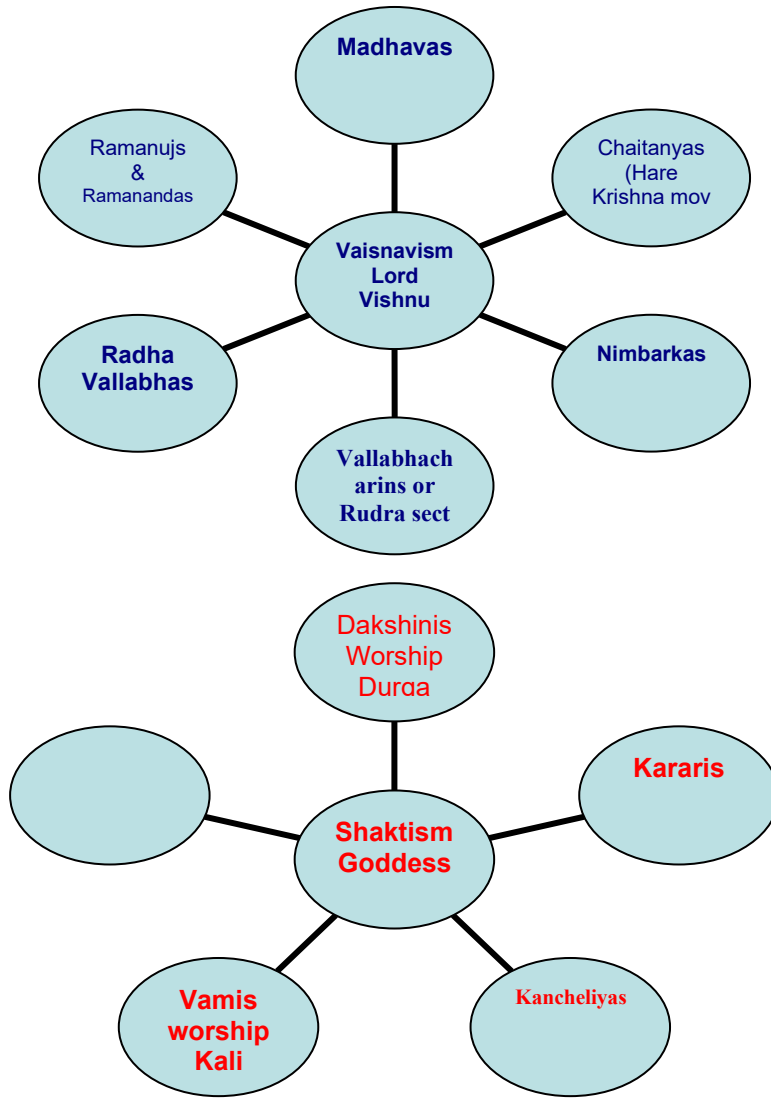 Madhavas
Ramanujs
&
Ramanandas
Chaitanyas
(Hare
Krishna mov
Vaisnavism
Lord
Vishnu
Radha
Vallabhas
Nimbarkas
Vallabhach
arins or
Rudra sect
Dakshinis
Worship
Durga
Kararis
Shaktism
Goddess
Vamis
worship
Kali
Kancheliyas